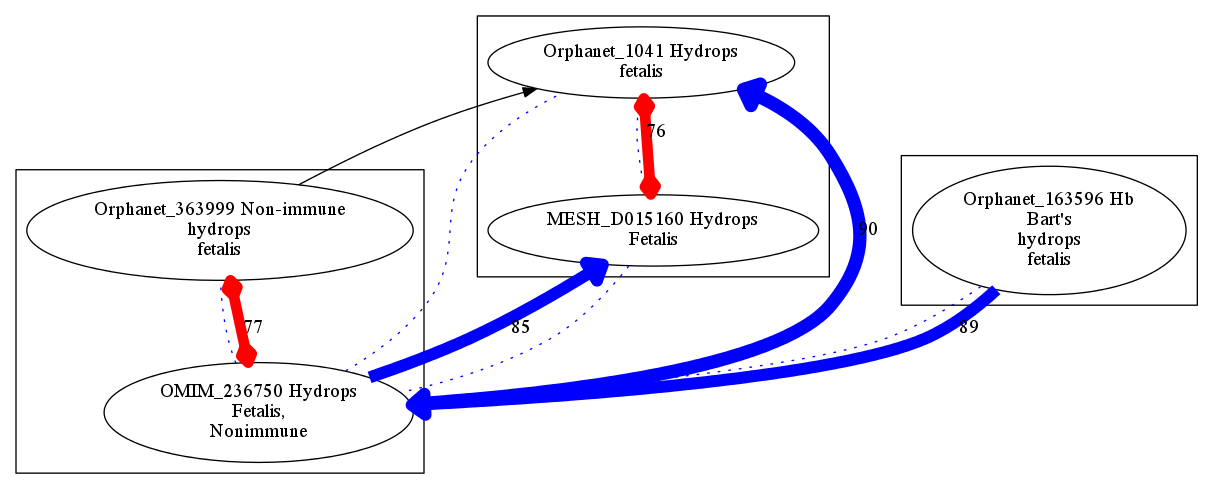 Orphanet_1041 Hydrops
fetalis
76
Orphanet_363999 Non-immune
hydrops
fetalis
MESH_D015160 Hydrops
Fetalis
90
Orphanet_163596 Hb
Bart's
hydrops
fetalis
77
85
89
OMIM_236750 Hydrops
Fetalis,
Nonimmune